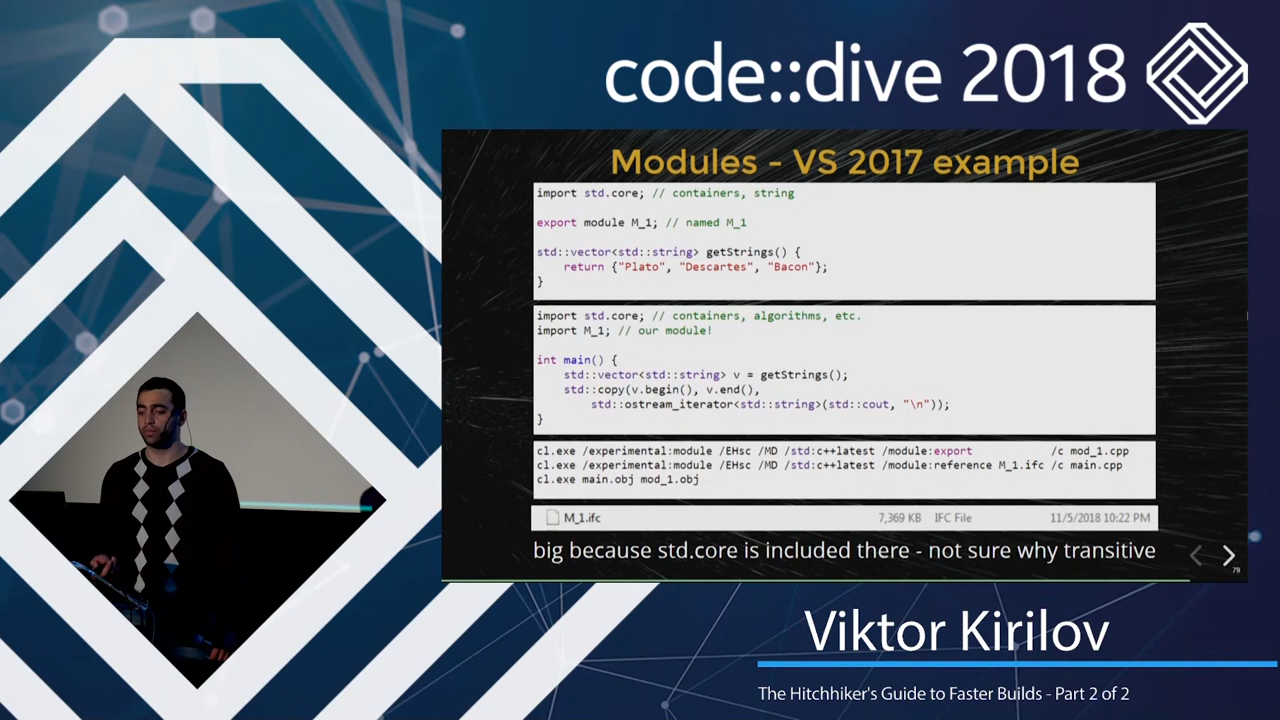 code::dive 2018
Modules - VS 2017 example
import std.core; // containers, string
export module M_1; // named M_1
std::vector<std::string> getStrings() {
    return {"Plato", "Descartes", "Bacon"};
}
import std.core; // containers, algorithms, etc.
import M_1; // our module!
int main() {
    std::vector<std::string> v = getStrings();
    std::copy(v.begin(), v.end(),
        std::ostream_iterator<std::string>(std::cout, "\n"));
}
cl.exe /experimental:module /EHsc /MD /std:c++latest /module:export /c mod_1.cpp
cl.exe /experimental:module /EHsc /MD /std:c++latest /module:reference M_1.ifc /c main.cpp
cl.exe main.obj mod_1.obj
M_1.ifc 7,369 KB IFC File 11/5/2018 10:22 PM
big because std.core is included there - not sure why transitive
79
Viktor Kirilov
The Hitchhiker's Guide to Faster Builds - Part 2 of 2